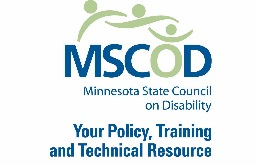 MSCOD
Minnesota State Council
on Disability
Your Policy, Training
and Technical Resource